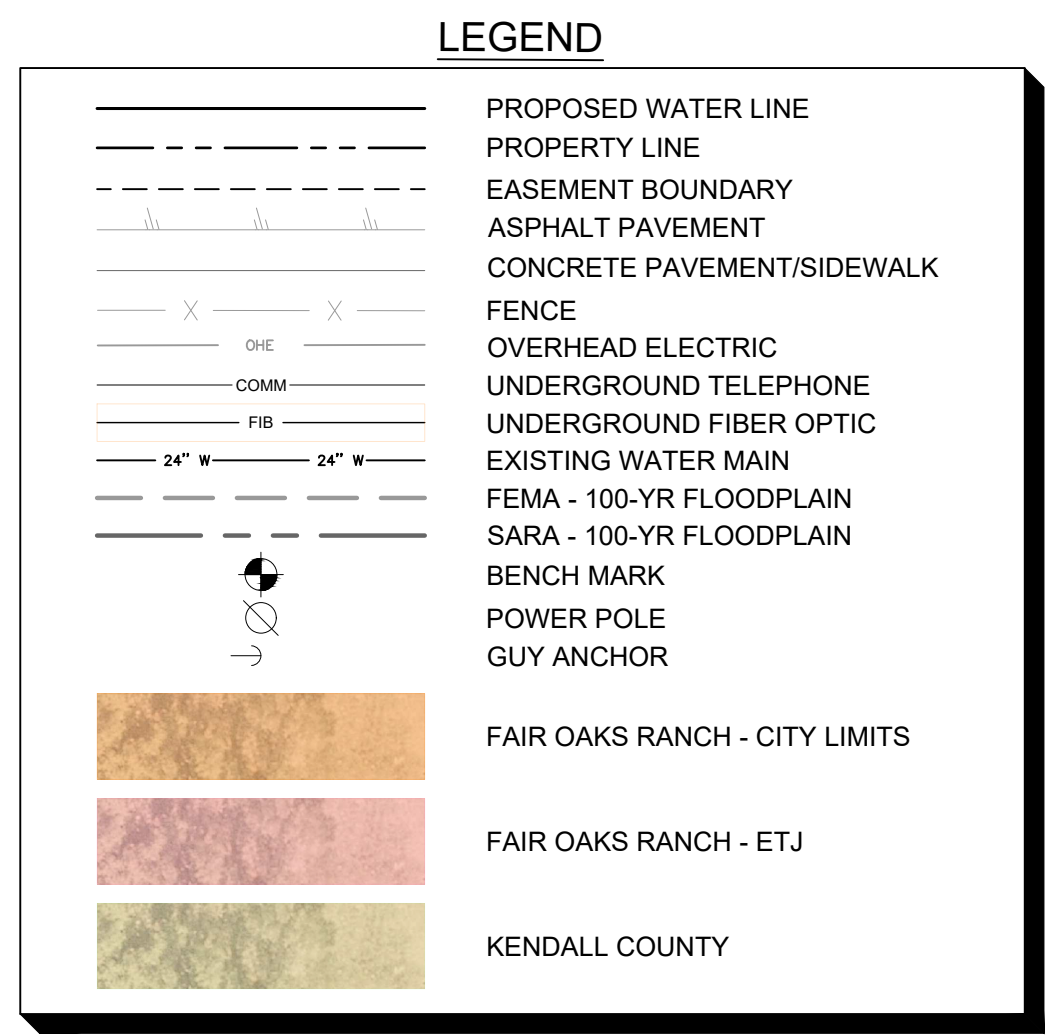 LEGEND
PROPOSED WATER LINE
PROPERTY LINE
EASEMENT BOUNDARY
ASPHALT PAVEMENT
CONCRETE PAVEMENT/SIDEWALK
X X FENCE
OHE OVERHEAD ELECTRIC
COMM UNDERGROUND TELEPHONE
FIB UNDERGROUND FIBER OPTIC
24" W 24" W EXISTING WATER MAIN
FEMA - 100-YR FLOODPLAIN
SARA - 100-YR FLOODPLAIN
BENCH MARK
POWER POLE
GUY ANCHOR
FAIR OAKS RANCH - CITY LIMITS
FAIR OAKS RANCH - ETJ
KENDALL COUNTY